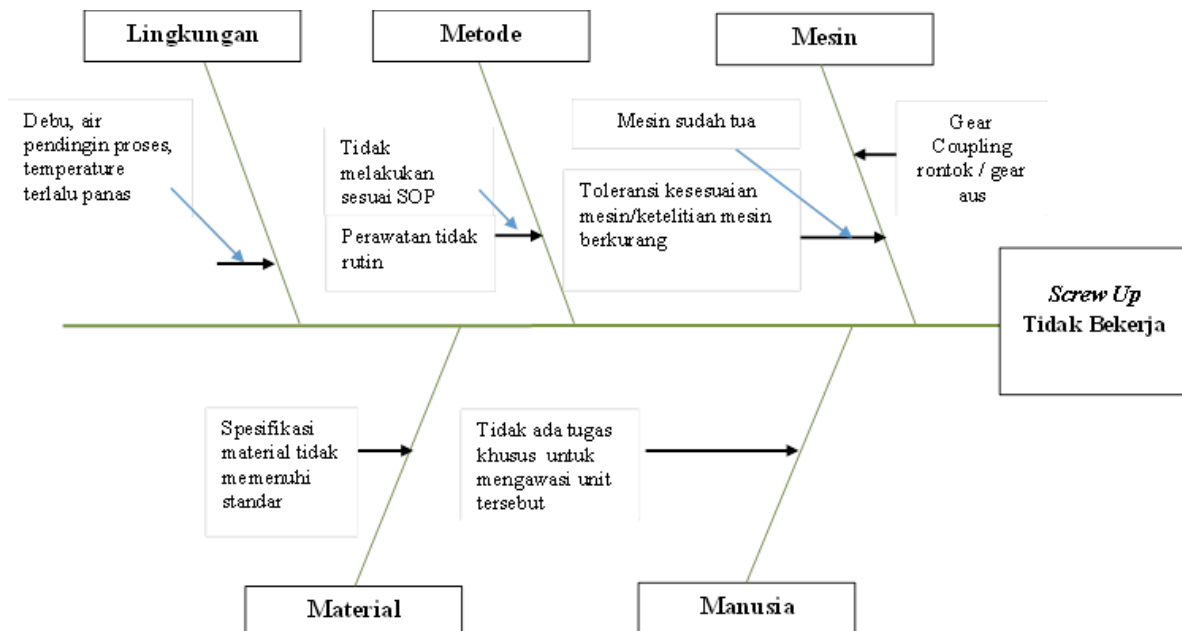 Lingkungan
Metode
Mesin
Debu, air
pendingin proses,
temperature
terlalu panas
Tidak
melakukan
sesuai SOP
Perawatan tidak
rutin
Mesin sudah tua
Toleransi kesesuaian
mesin/ketelitian mesin
berkurang
Gear
Coupling
rontok / gear
aus
Screw Up
Tidak Bekerja
Spesifikasi
material tidak
memenuhi
standar
Tidak ada tugas
khusus untuk
mengawasi unit
tersebut
Material
Manusia